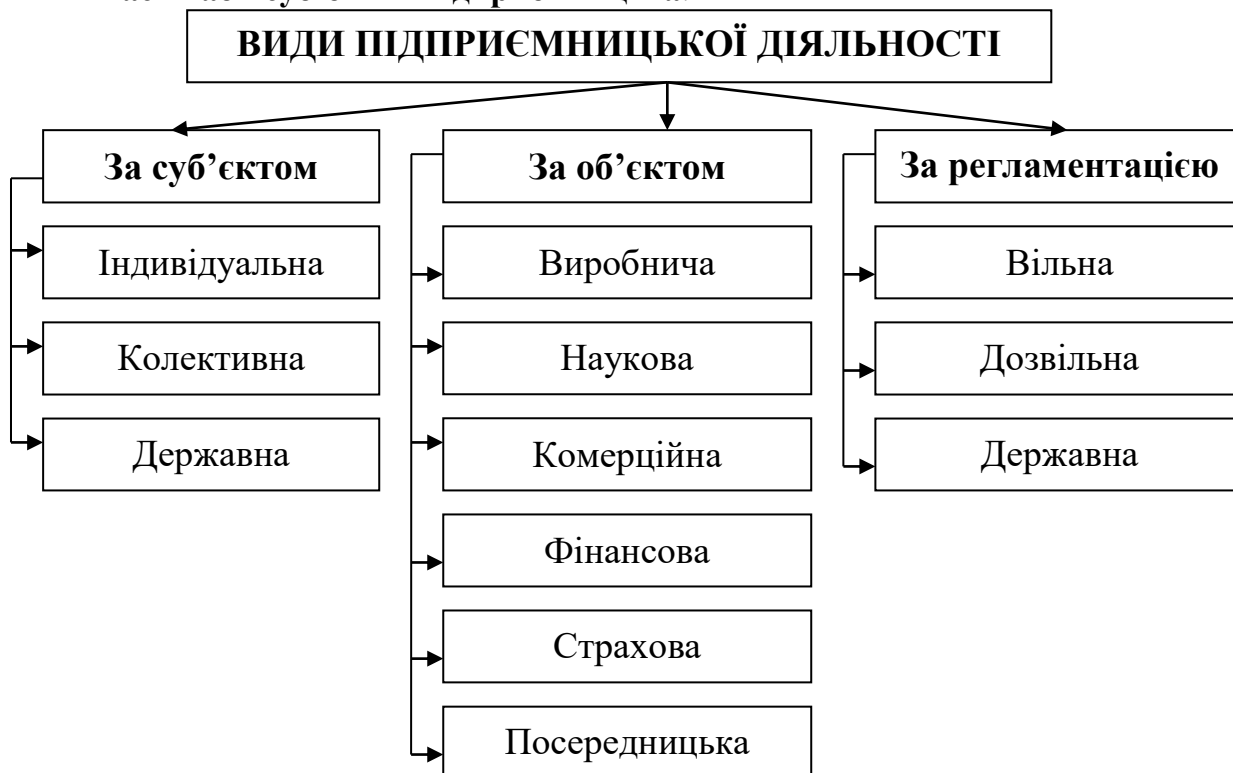 ВИДИ ПІДПРИЄМНИЦЬКОЇ ДІЯЛЬНОСТІ
За суб’єктом
Індивідуальна
Колективна
Державна
За об’єктом
Виробнича
Наукова
Комерційна
Фінансова
Страхова
Посередницька
За регламентацією
Вільна
Дозвільна
Державна